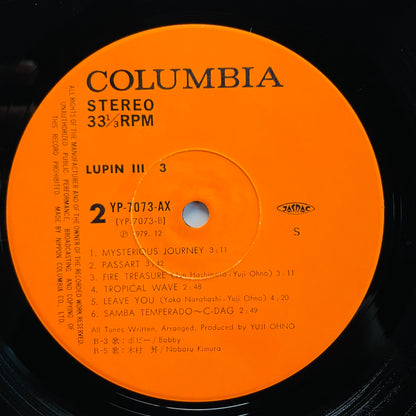 COLUMBIA
STEREO
33⅓ RPM
LUPIN III 3
2 YP-7073-AX
(YP-7073-B)
Ⓟ 1979. 12
JASRAC
S
1. MYSTERIOUS JOURNEY 3:11
2. PASSART 3:42
3. FIRE TREASURE (Jun Hashimoto・Yuji Ohno) 3:11
4. TROPICAL WAVE 2:48
5. LEAVE YOU (Yoko Narahashi・Yuji Ohno) 4:20
6. SAMBA TEMPERADO〜C-DAG 2:49
All Tunes Written, Arranged, Produced by YUJI OHNO
B-3 歌:ボビー/Bobby
B-5 歌:木村 昇/Noboru Kimura
ALL RIGHTS OF THE MANUFACTURER AND OF THE OWNER OF THE RECORDED WORK RESERVED.
UNAUTHORIZED PUBLIC PERFORMANCE, BROADCASTING AND COPYING OF
THIS RECORD PROHIBITED. MADE BY NIPPON COLUMBIA CO., LTD.